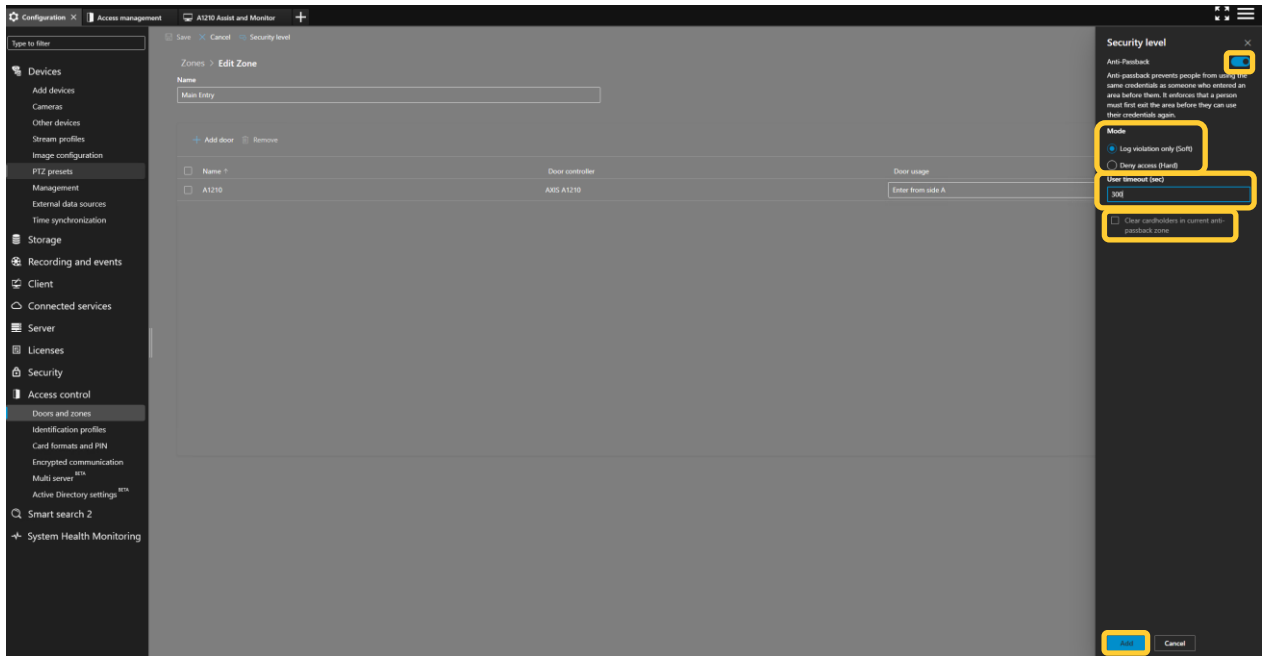 Configuration
Access management
A1210 Assist and Monitor
Type to filter
Devices
Add devices
Cameras
Other devices
Stream profiles
Image configuration
PTZ presets
Management
External data sources
Time synchronization
Storage
Recording and events
Client
Connected services
Server
Licenses
Security
Access control
Doors and zones
Identification profiles
Card formats and PIN
Encrypted communication
Multi server BETA
Active Directory settings BETA
Smart search 2
System Health Monitoring
Save Cancel Security level
Zones > Edit Zone
Name
Main Entry
Add door Remove
Name ↑ Door controller Door usage
A1210 AXIS A1210 Enter from side A
Security level
Anti-Passback
Anti-passback prevents people from using the
same credentials as someone who entered an
area before them. It enforces that a person
must first exit the area before they can use
their credentials again.
Mode
Log violation only (Soft)
Deny access (Hard)
User timeout (sec)
300
Clear cardholders in current anti-
passback zone
Add Cancel